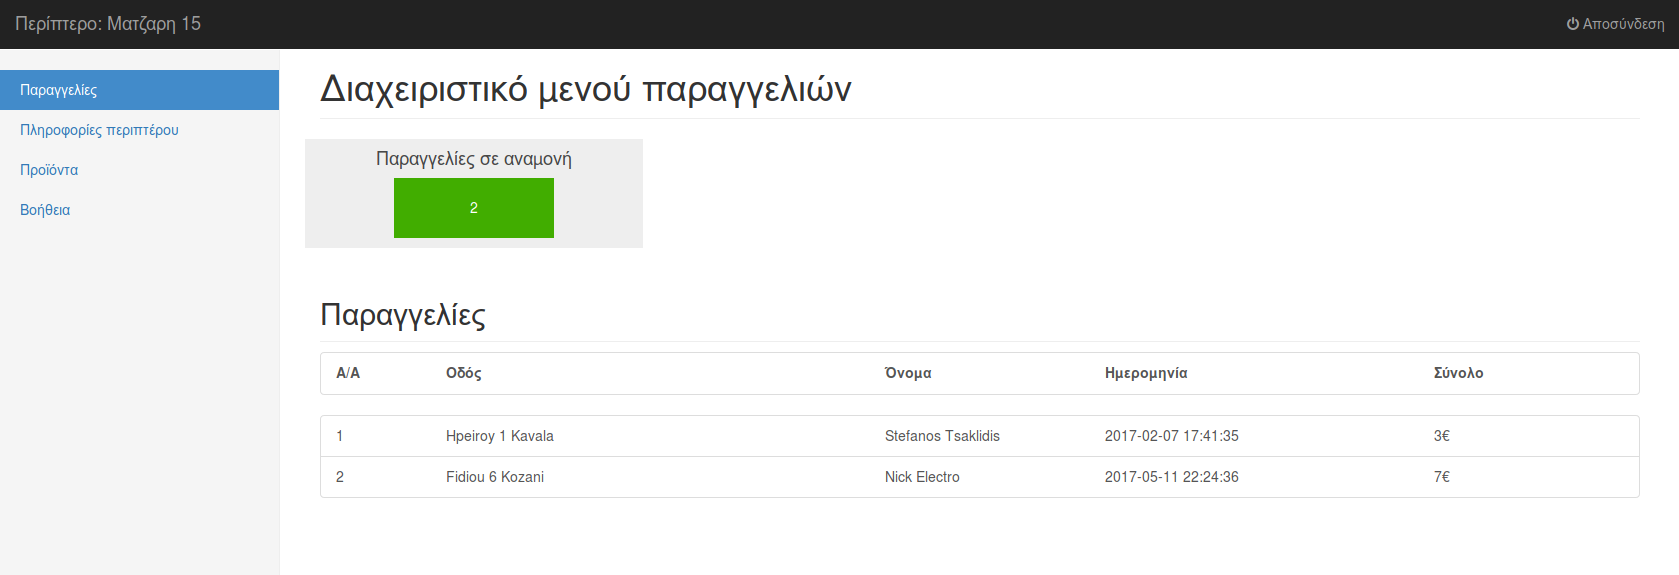 Περίπτερο: Ματζαρη 15
Αποσύνδεση
Παραγγελίες
Πληροφορίες περιπτέρου
Προϊόντα
Βοήθεια
Διαχειριστικό μενού παραγγελιών
Παραγγελίες σε αναμονή
2
Παραγγελίες
Α/Α Οδός Όνομα Ημερομηνία Σύνολο
1 Hpeiroy 1 Kavala Stefanos Tsaklidis 2017-02-07 17:41:35 3€
2 Fidiou 6 Kozani Nick Electro 2017-05-11 22:24:36 7€